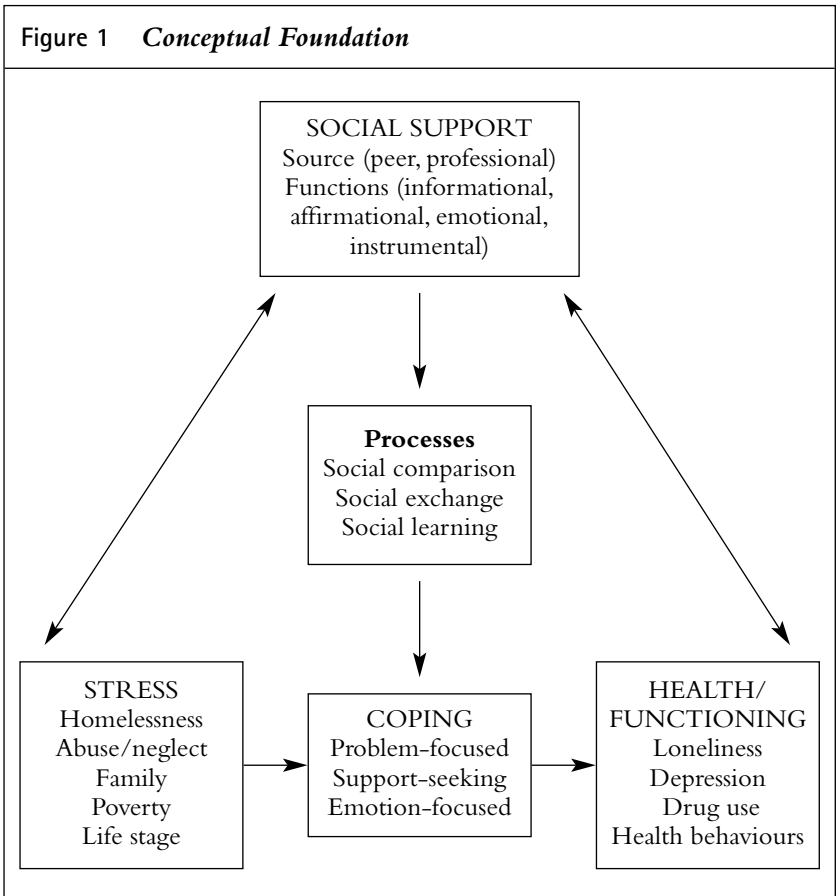 Figure 1 Conceptual Foundation
SOCIAL SUPPORT
Source (peer, professional)
Functions (informational,
affirmational, emotional,
instrumental)
Processes
Social comparison
Social exchange
Social learning
STRESS
Homelessness
Abuse/neglect
Family
Poverty
Life stage
COPING
Problem-focused
Support-seeking
Emotion-focused
HEALTH/
FUNCTIONING
Loneliness
Depression
Drug use
Health behaviours